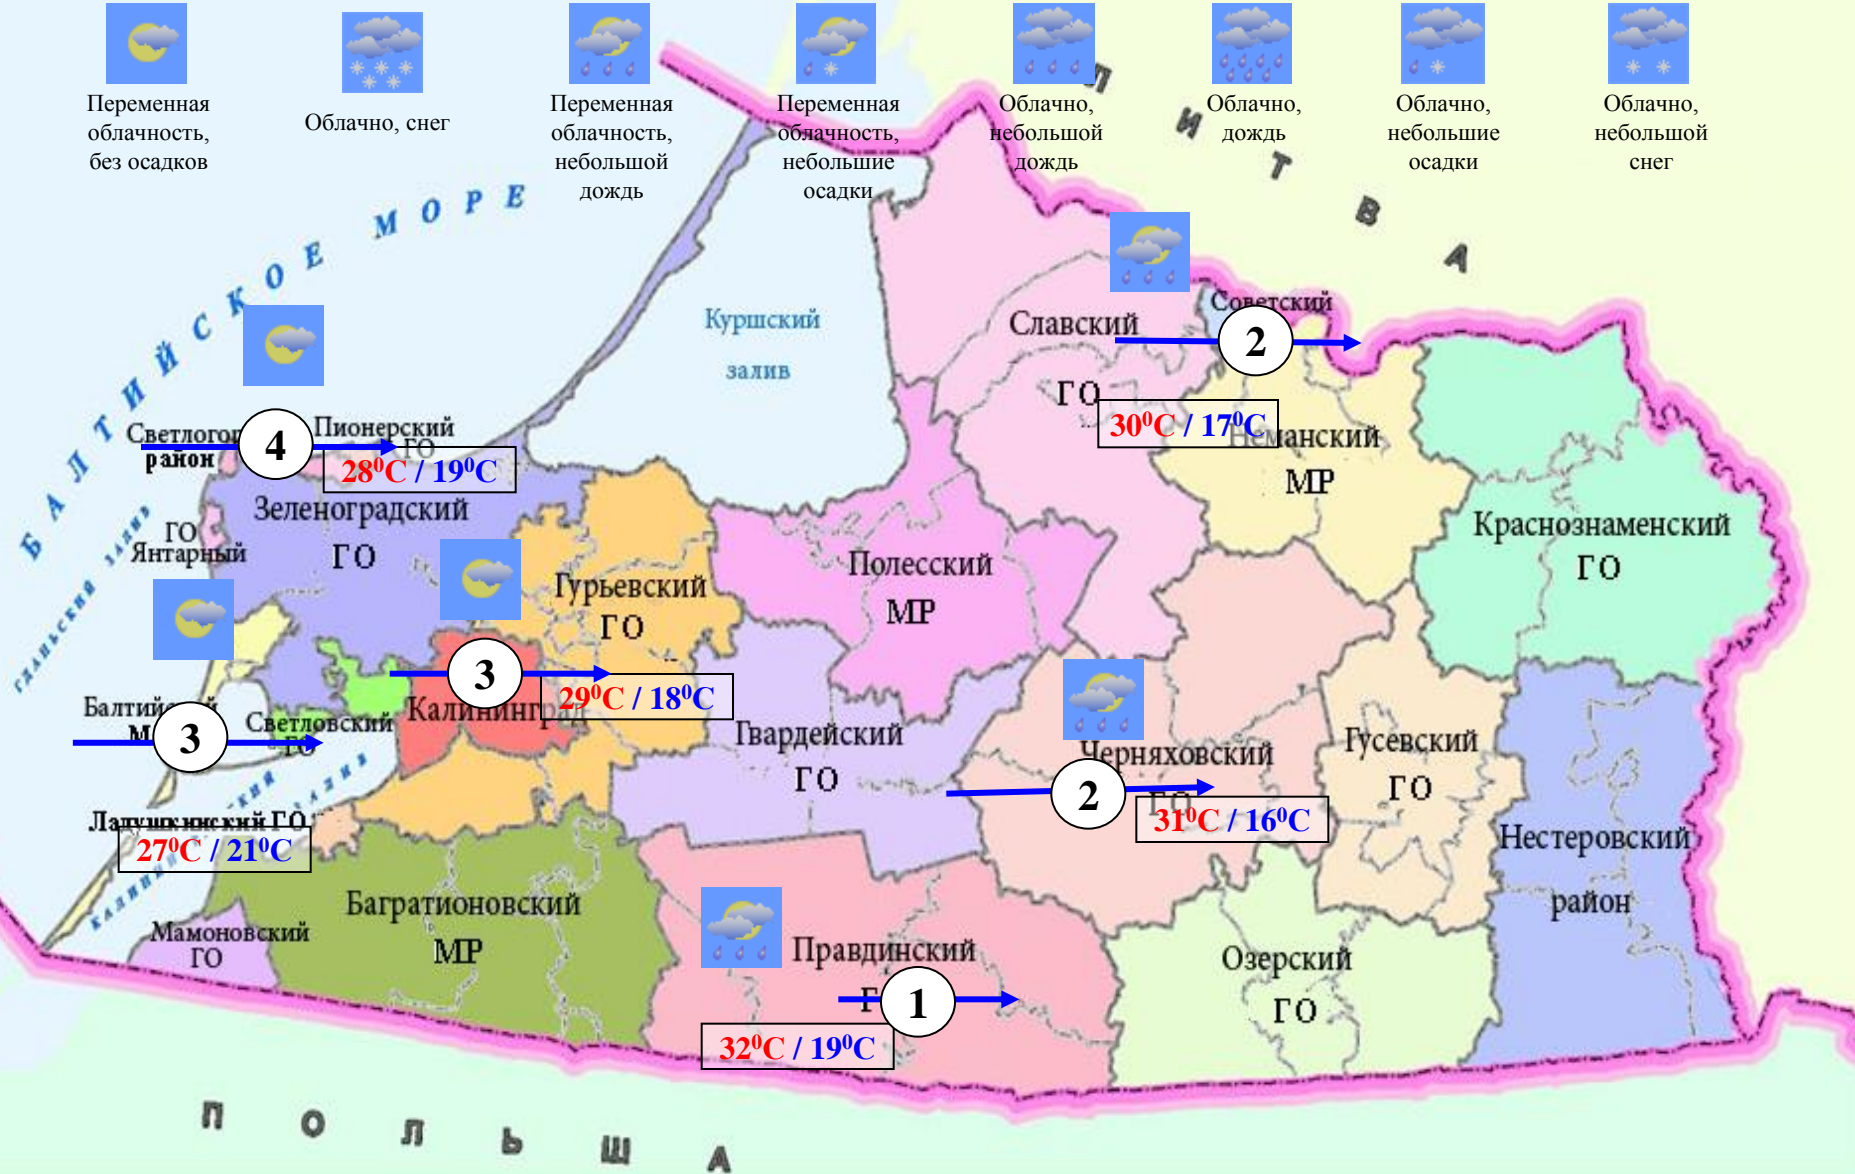 Переменная
облачность,
без осадков
Облачно, снег
Переменная
облачность,
небольшой
дождь
Переменная
облачность,
небольшие
осадки
Облачно,
небольшой
дождь
Облачно,
дождь
Облачно,
небольшие
осадки
Облачно,
небольшой
снег
БАЛТИЙСКОЕ МОРЕ
ЛИТВА
Куршский
залив
Славский
ГО
Советский
2
30⁰C / 17⁰C
Неманский
МР
Краснознаменский
ГО
Светлогор
район
4
Пионерский
ГО
28⁰C / 19⁰C
Зеленоградский
ГО
ГО
Янтарный
ГДАНЬСКИЙ ЗАЛИВ
Гурьевский
ГО
Полесский
МР
3
Калининград
29⁰C / 18⁰C
Балтийский
М
3
Светловский
ГО
Гвардейский
ГО
Черняховский
ГО
2
31⁰C / 16⁰C
Гусевский
ГО
Нестеровский
район
Ладушкинский ГО
27⁰C / 21⁰C
Мамоновский
ГО
Багратионовский
МР
Правдинский
Г
1
32⁰C / 19⁰C
Озерский
ГО
ПОЛЬША